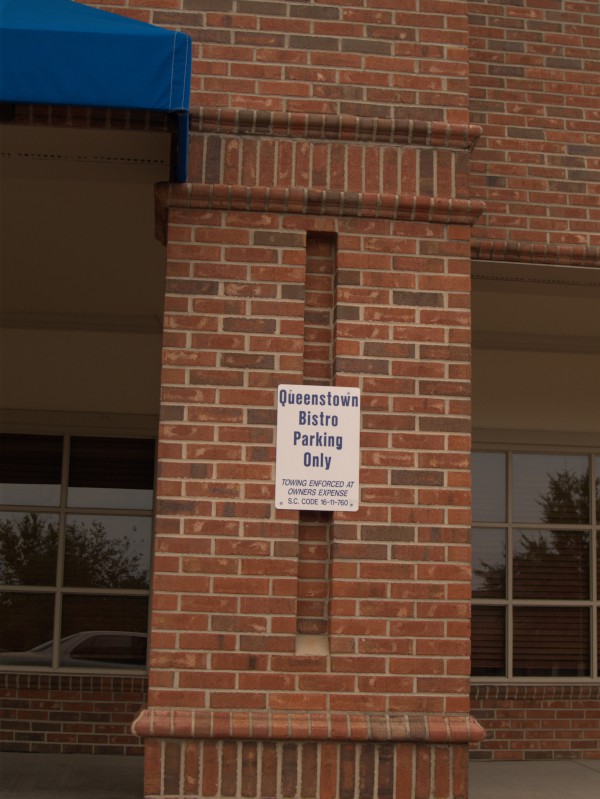 Queenstown
Bistro
Parking
Only
TOWING ENFORCED AT
OWNERS EXPENSE
S.C. CODE 16-11-760